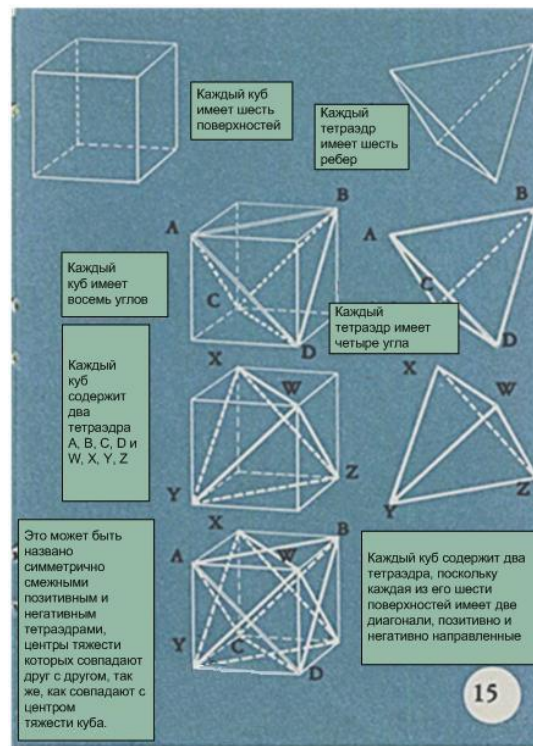 Каждый куб
имеет шесть
поверхностей
Каждый
тетраэдр
имеет шесть
ребер
A
B
B
A
Каждый
куб имеет
восемь углов
C
C
D
D
Каждый
тетраэдр имеет
четыре угла
X
W
X
W
Каждый
куб
содержит
два
тетраэдра
A, B, C, D и
W, X, Y, Z
Y
Z
Y
Z
Это может быть
названо
симметрично
смежными
позитивным и
негативным
тетраэдрами,
центры тяжести
которых совпадают
друг с другом, так
же, как совпадают с
центром
тяжести куба.
X
A
W
B
Y
C
D
Каждый куб содержит два
тетраэдра, поскольку
каждая из его шести
поверхностей имеет две
диагонали, позитивно и
негативно направленные
15